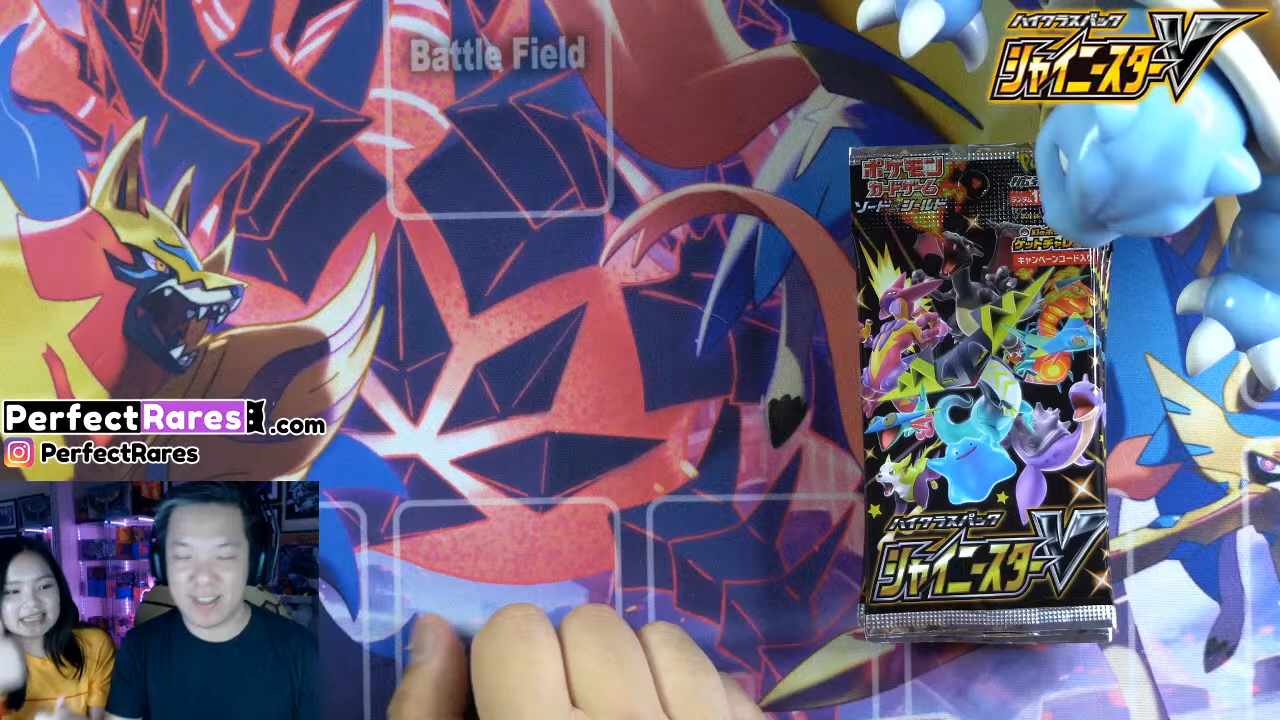 Battle Field
ハイクラスパック
シャイニースターV
ポケモン
カードゲーム
ソード&シールド
ゲットチャレ
キャンペーンコード入り
ハイクラスパック
シャイニースターV
PerfectRares.com
PerfectRares